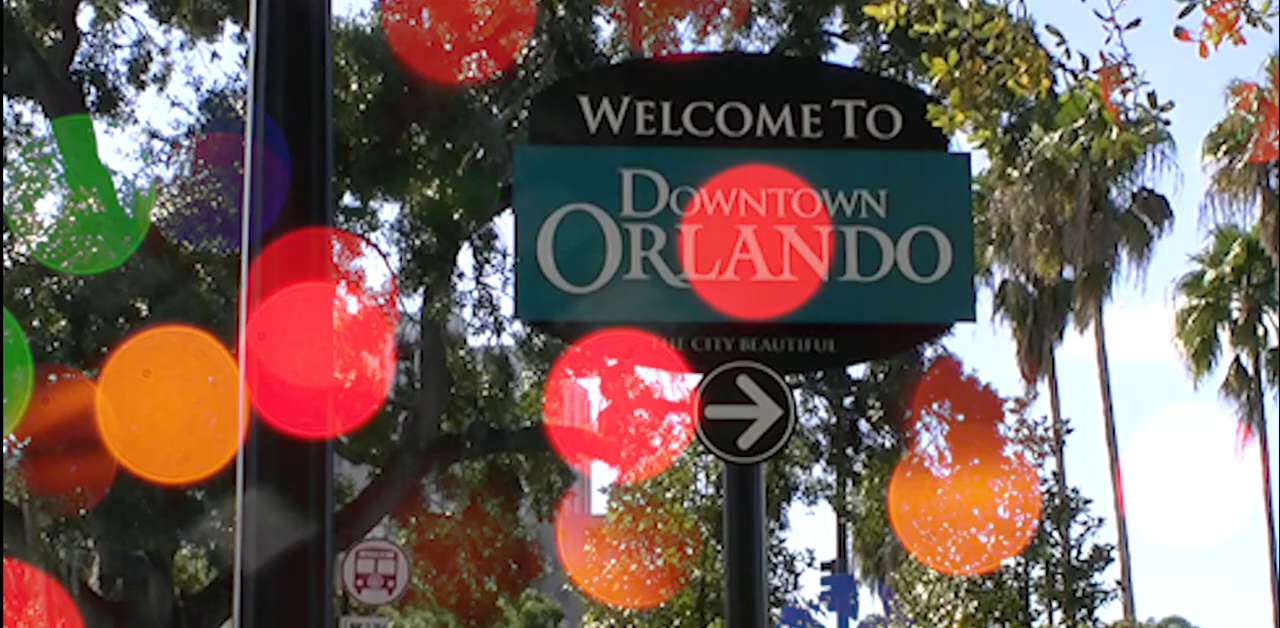 WELCOME TO
DOWNTOWN
ORLANDO
THE CITY BEAUTIFUL